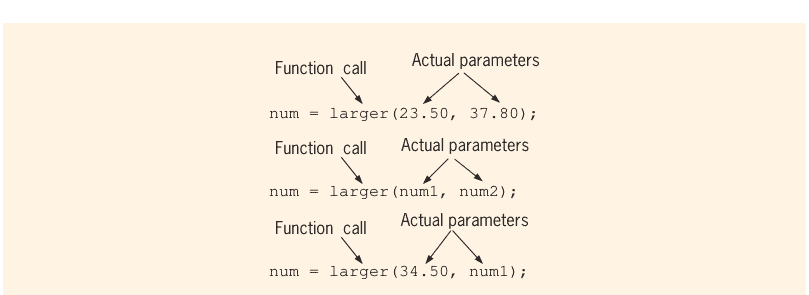 Function call Actual parameters
num = larger(23.50, 37.80);
Function call Actual parameters
num = larger(num1, num2);
Function call Actual parameters
num = larger(34.50, num1);